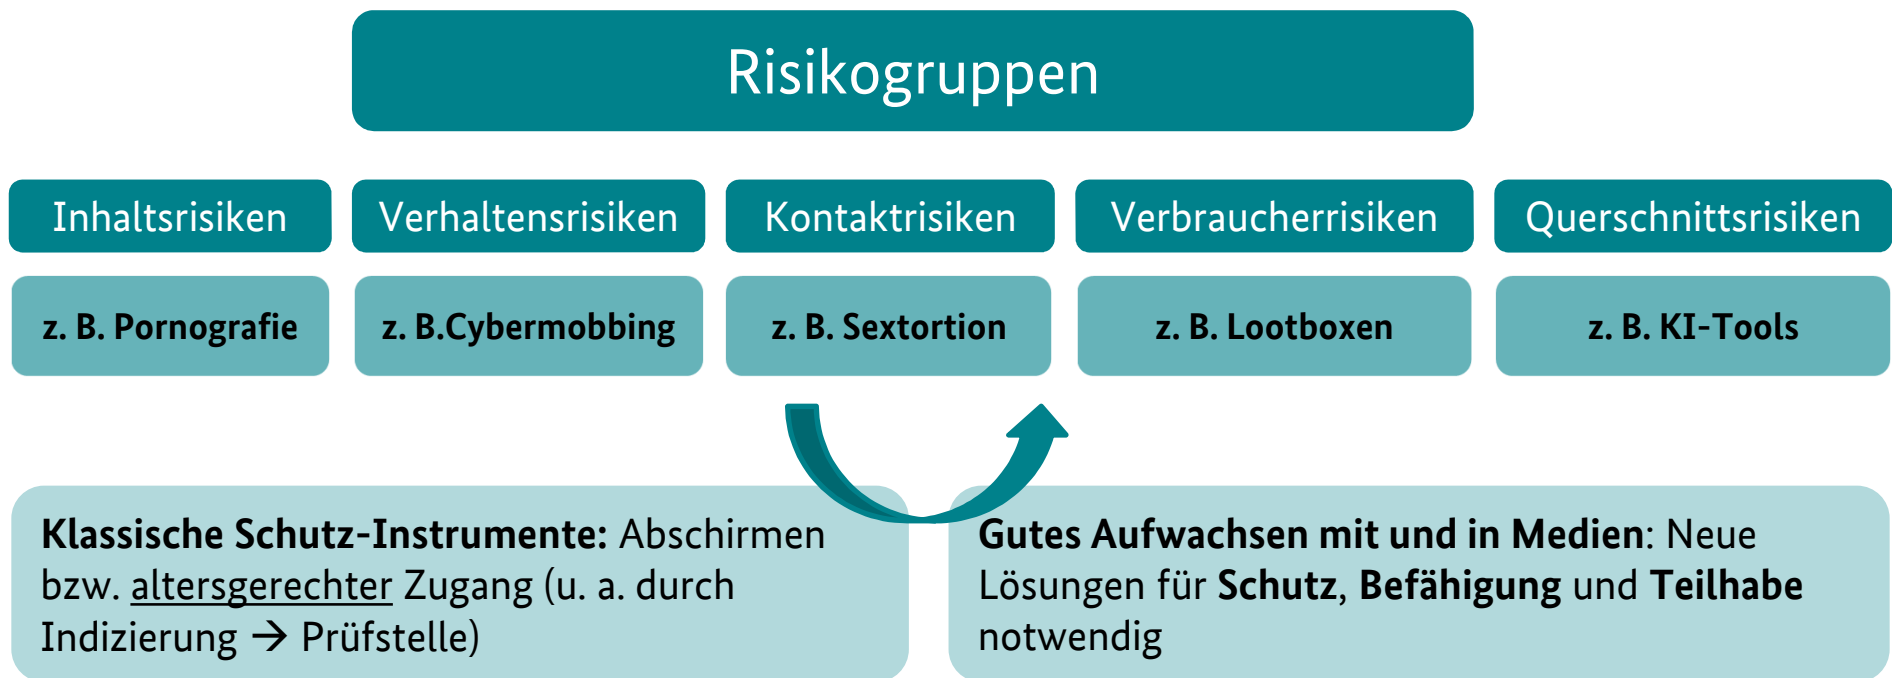 Risikogruppen
Inhaltsrisiken
Verhaltensrisiken
Kontaktrisiken
Verbraucherrisiken
Querschnittsrisiken
z. B. Pornografie
z. B.Cybermobbing
z. B. Sextortion
z. B. Lootboxen
z. B. KI-Tools
Klassische Schutz-Instrumente: Abschirmen
bzw. altersgerechter Zugang (u. a. durch
Indizierung → Prüfstelle)
Gutes Aufwachsen mit und in Medien: Neue
Lösungen für Schutz, Befähigung und Teilhabe
notwendig